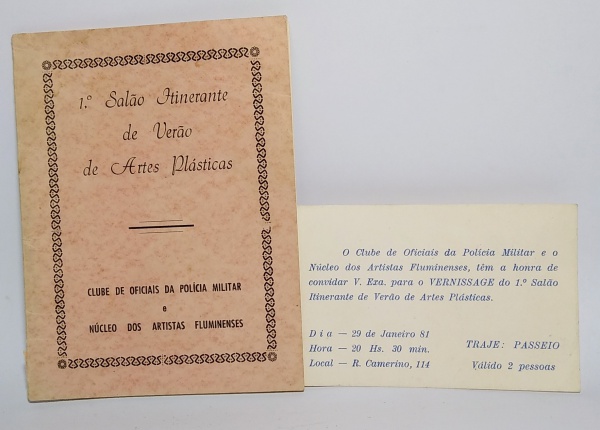 1.º Salão Itinerante
de Verão
de Artes Plásticas
CLUBE DE OFICIAIS DA POLÍCIA MILITAR
e
NÚCLEO DOS ARTISTAS FLUMINENSES
O Clube de Oficiais da Polícia Militar e o
Núcleo dos Artistas Fluminenses, têm a honra de
convidar V. Exa. para o VERNISSAGE do 1.º Salão
Itinerante de Verão de Artes Plásticas.
Dia — 29 de Janeiro 81
Hora — 20 Hs. 30 min.
Local — R. Camerino, 114
TRAJE: PASSEIO
Válido 2 pessoas